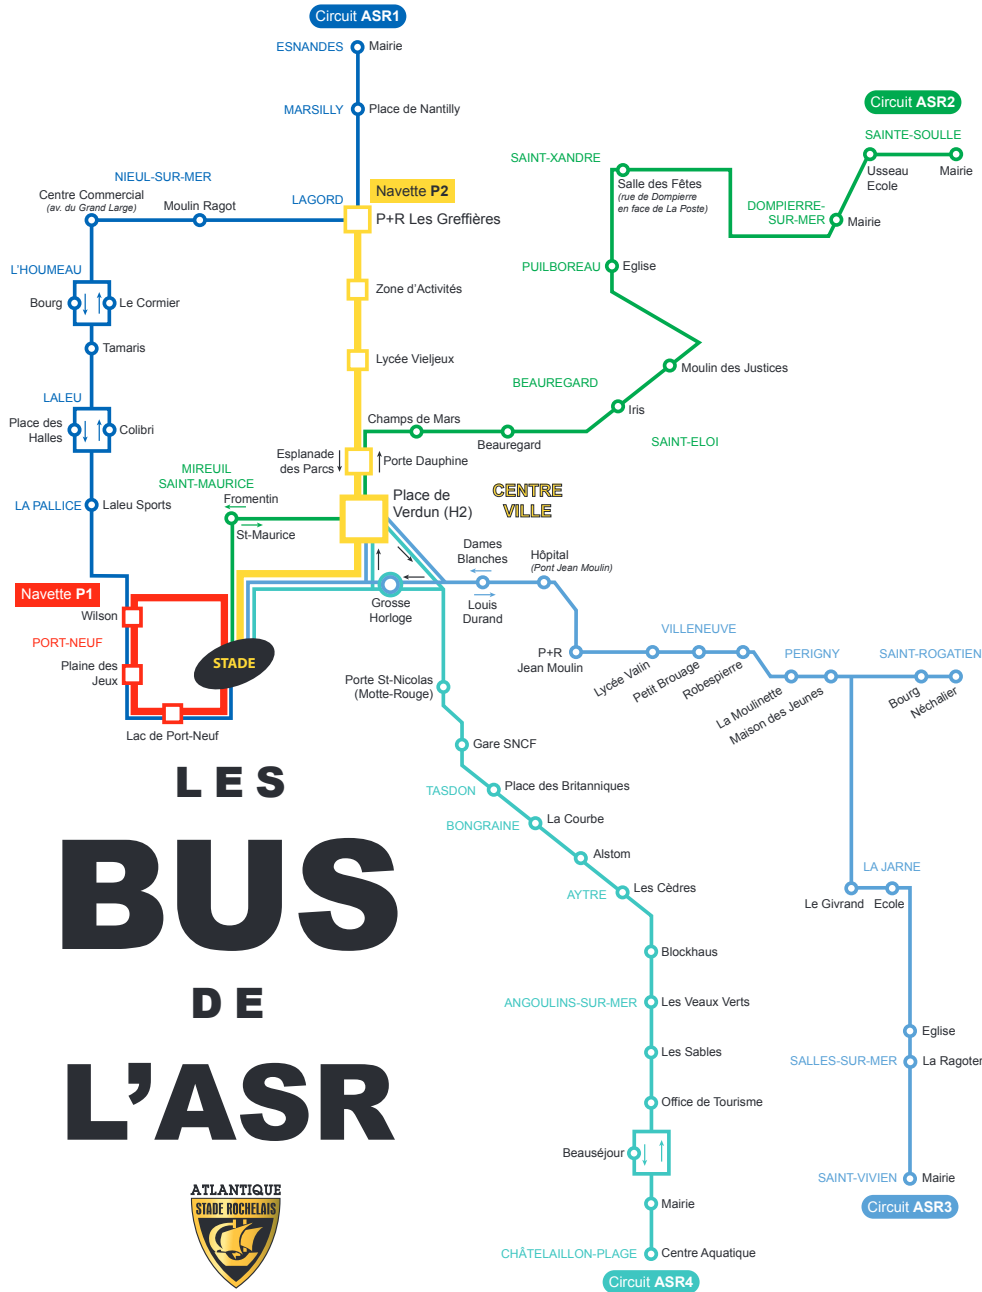 Circuit ASR1
ESNANDES
Mairie
MARSILLY
Place de Nantilly
Circuit ASR2
SAINTE-SOULLE
Usseau
Ecole
Mairie
SAINT-XANDRE
Salle des Fêtes
(rue de Dompierre
en face de La Poste)
DOMPIERRE-
SUR-MER
Mairie
NIEUL-SUR-MER
Centre Commercial
(av. du Grand Large)
Moulin Ragot
LAGORD
Navette P2
P+R Les Greffières
L'HOUMEAU
Bourg
Le Cormier
Zone d'Activités
PUILBOREAU
Eglise
Tamaris
Lycée Vieljeux
Moulin des Justices
BEAUREGARD
LALEU
Place des
Halles
Colibri
Iris
Champs de Mars
Beauregard
SAINT-ELOI
Esplanade
des Parcs
Porte Dauphine
MIREUIL
SAINT-MAURICE
Fromentin
St-Maurice
Place de
Verdun (H2)
CENTRE
VILLE
LA PALLICE
Laleu Sports
Dames
Blanches
Hôpital
(Pont Jean Moulin)
Navette P1
Wilson
Grosse
Horloge
Louis
Durand
PORT-NEUF
Plaine des
Jeux
STADE
Lac de Port-Neuf
P+R
Jean Moulin
VILLENEUVE
Lycée Valin
Petit Brouage
Robespierre
PERIGNY
La Moulinette
Maison des Jeunes
SAINT-ROGATIEN
Bourg
Néchalier
Porte St-Nicolas
(Motte-Rouge)
Gare SNCF
TASDON
Place des Britanniques
BONGRAINE
La Courbe
Alstom
AYTRE
Les Cèdres
LA JARNE
Le Givrand
Ecole
Blockhaus
ANGOULINS-SUR-MER
Les Veaux Verts
Les Sables
Office de Tourisme
Beauséjour
Mairie
CHÂTELAILLON-PLAGE
Centre Aquatique
Circuit ASR4
Eglise
SALLES-SUR-MER
La Ragoter
SAINT-VIVIEN
Mairie
Circuit ASR3
LES
BUS
DE
L'ASR
ATLANTIQUE
STADE ROCHELAIS